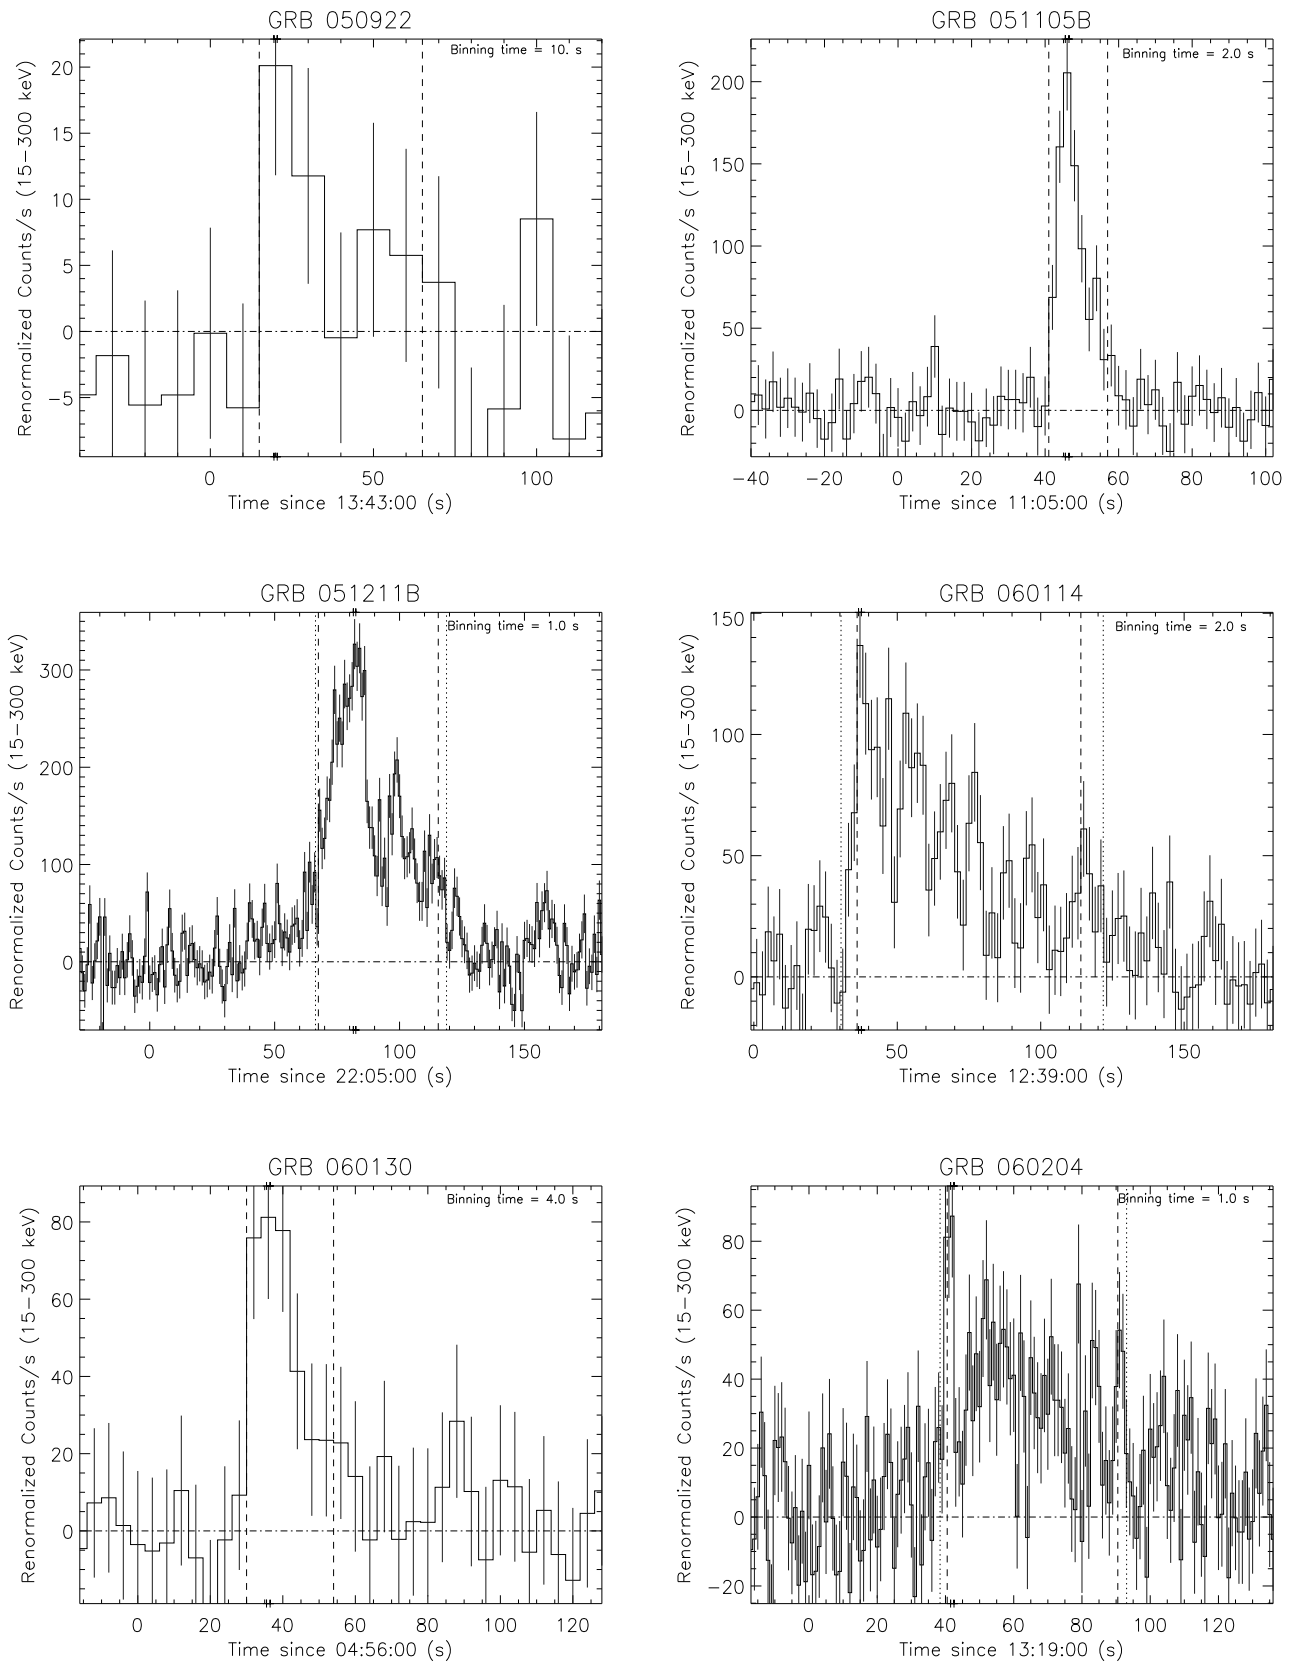 GRB 050922
Binning time = 10. s
20
15
10
5
0
−5
Renormalized Counts/s (15−300 keV)
0 50 100
Time since 13:43:00 (s)
GRB 051105B
Binning time = 2.0 s
200
150
100
50
0
Renormalized Counts/s (15−300 keV)
−40 −20 0 20 40 60 80 100
Time since 11:05:00 (s)
GRB 051211B
Binning time = 1.0 s
300
200
100
0
Renormalized Counts/s (15−300 keV)
0 50 100 150
Time since 22:05:00 (s)
GRB 060114
Binning time = 2.0 s
150
100
50
0
Renormalized Counts/s (15−300 keV)
0 50 100 150
Time since 12:39:00 (s)
GRB 060130
Binning time = 4.0 s
80
60
40
20
0
Renormalized Counts/s (15−300 keV)
0 20 40 60 80 100 120
Time since 04:56:00 (s)
GRB 060204
Binning time = 1.0 s
80
60
40
20
0
−20
Renormalized Counts/s (15−300 keV)
0 20 40 60 80 100 120
Time since 13:19:00 (s)